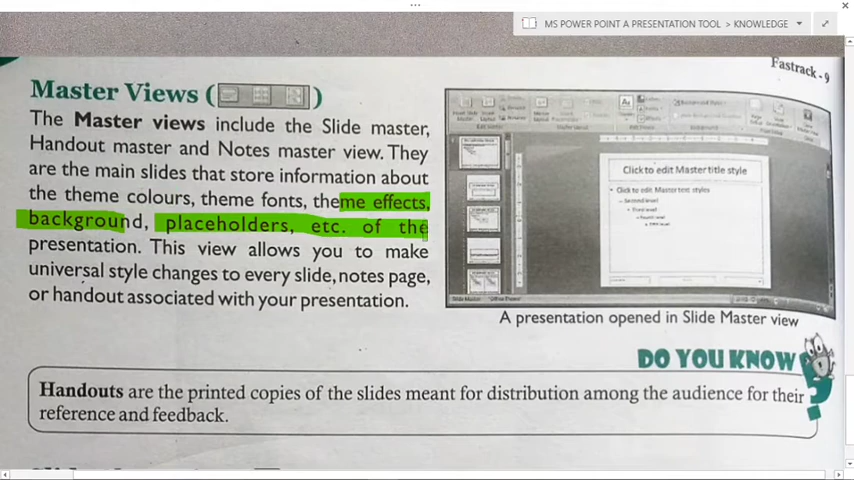 MS POWER POINT A PRESENTATION TOOL > KNOWLEDGE
Fastrack - 9
Master Views ( )
The Master views include the Slide master,
Handout master and Notes master view. They
are the main slides that store information about
the theme colours, theme fonts, theme effects,
background, placeholders, etc. of the
presentation. This view allows you to make
universal style changes to every slide, notes page,
or handout associated with your presentation.
Click to edit Master title style
Click to edit Master text styles
Second level
Third level
A presentation opened in Slide Master view
DO YOU KNOW ?
Handouts are the printed copies of the slides meant for distribution among the audience for their
reference and feedback.